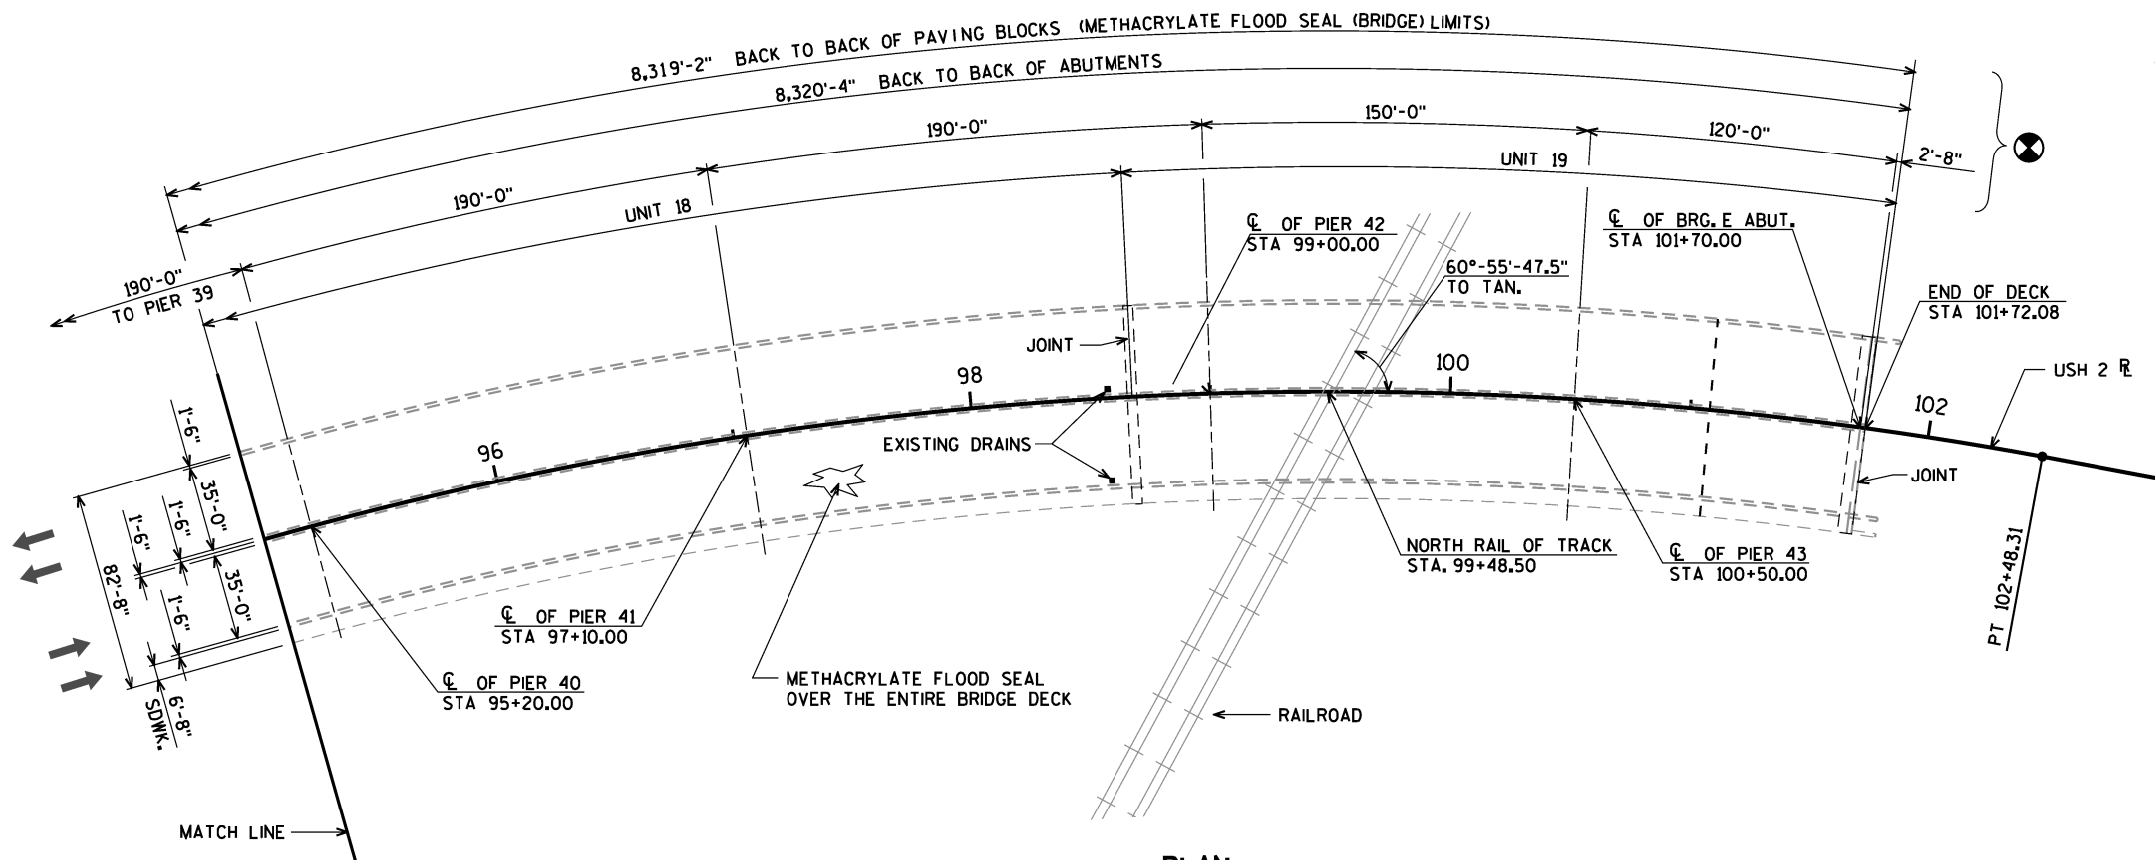 8,319'-2" BACK TO BACK OF PAVING BLOCKS (METHACRYLATE FLOOD SEAL (BRIDGE) LIMITS)
8,320'-4" BACK TO BACK OF ABUTMENTS
190'-0"
150'-0"
120'-0"
2'-8"
190'-0"
UNIT 18
UNIT 19
190'-0"
TO PIER 39
℄ OF PIER 42
STA 99+00.00
℄ OF BRG. E ABUT.
STA 101+70.00
60°-55'-47.5"
TO TAN.
END OF DECK
STA 101+72.08
JOINT
USH 2 R̲L̲
96
98
100
102
EXISTING DRAINS
JOINT
1'-6"
35'-0"
1'-6"
1'-6"
82'-8"
35'-0"
1'-6"
6'-8"
SDWK.
℄ OF PIER 41
STA 97+10.00
℄ OF PIER 40
STA 95+20.00
METHACRYLATE FLOOD SEAL
OVER THE ENTIRE BRIDGE DECK
NORTH RAIL OF TRACK
STA. 99+48.50
℄ OF PIER 43
STA 100+50.00
PT 102+48.31
RAILROAD
MATCH LINE
PLAN